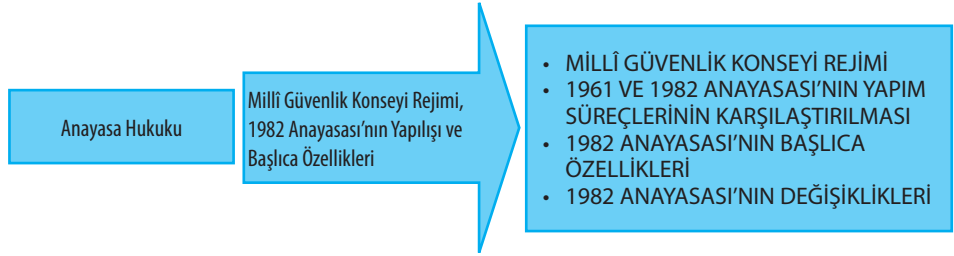 Anayasa Hukuku
Millî Güvenlik Konseyi Rejimi,
1982 Anayasası'nın Yapılışı ve
Başlıca Özellikleri
• MİLLÎ GÜVENLİK KONSEYİ REJİMİ
• 1961 VE 1982 ANAYASASI'NIN YAPIM
SÜREÇLERİNİN KARŞILAŞTIRILMASI
• 1982 ANAYASASI'NIN BAŞLICA
ÖZELLİKLERİ
• 1982 ANAYASASI'NIN DEĞİŞİKLİKLERİ